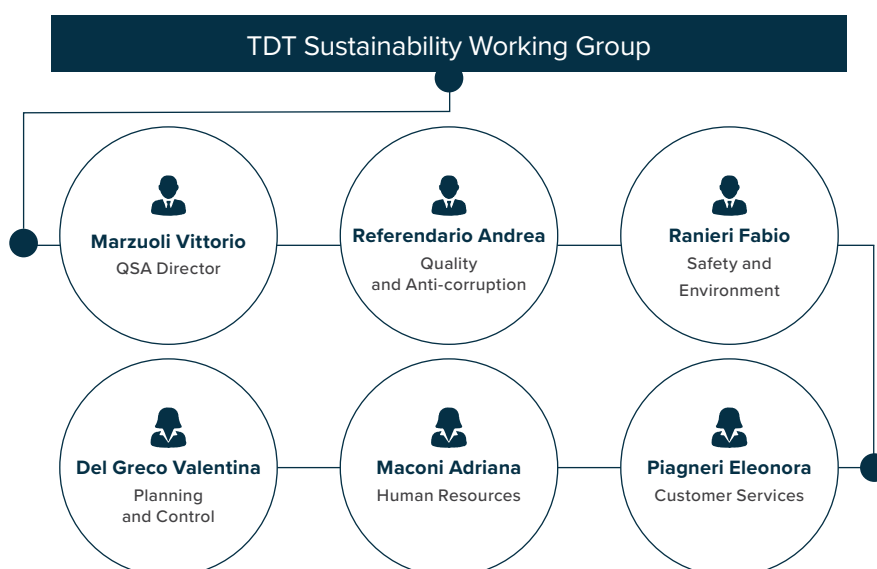 TDT Sustainability Working Group
Marzuoli Vittorio
QSA Director
Referendario Andrea
Quality
and Anti-corruption
Ranieri Fabio
Safety and
Environment
Del Greco Valentina
Planning
and Control
Maconi Adriana
Human Resources
Piagneri Eleonora
Customer Services